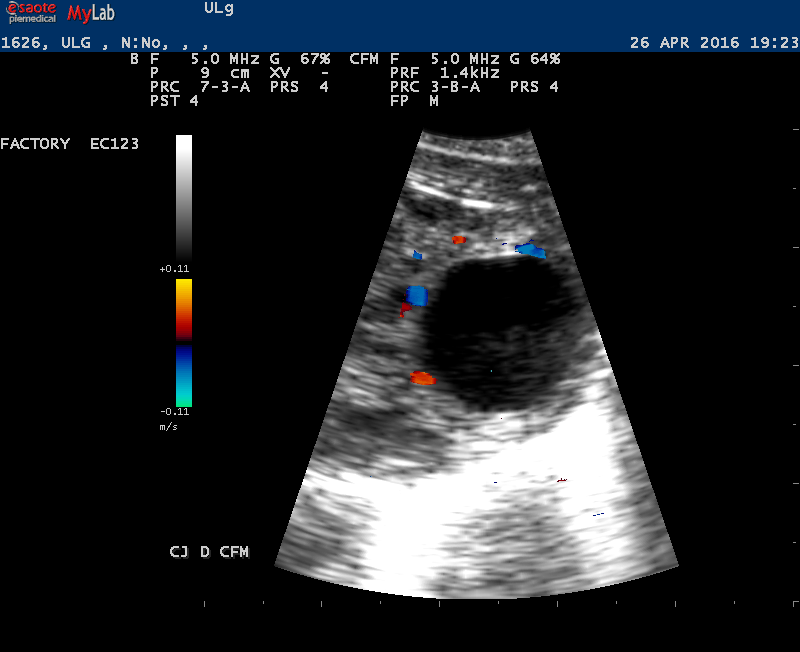 esaote
piemedical
MyLab
ULg
1626, ULG , N:No, , , 26 APR 2016 19:23
B F 5.0 MHz G 67% CFM F 5.0 MHz G 64%
P 9 cm XV - PRF 1.4kHz
PRC 7-3-A PRS 4 PRC 3-B-A PRS 4
PST 4 FP M
FACTORY EC123
+0.11
-0.11
m/s
CJ D CFM